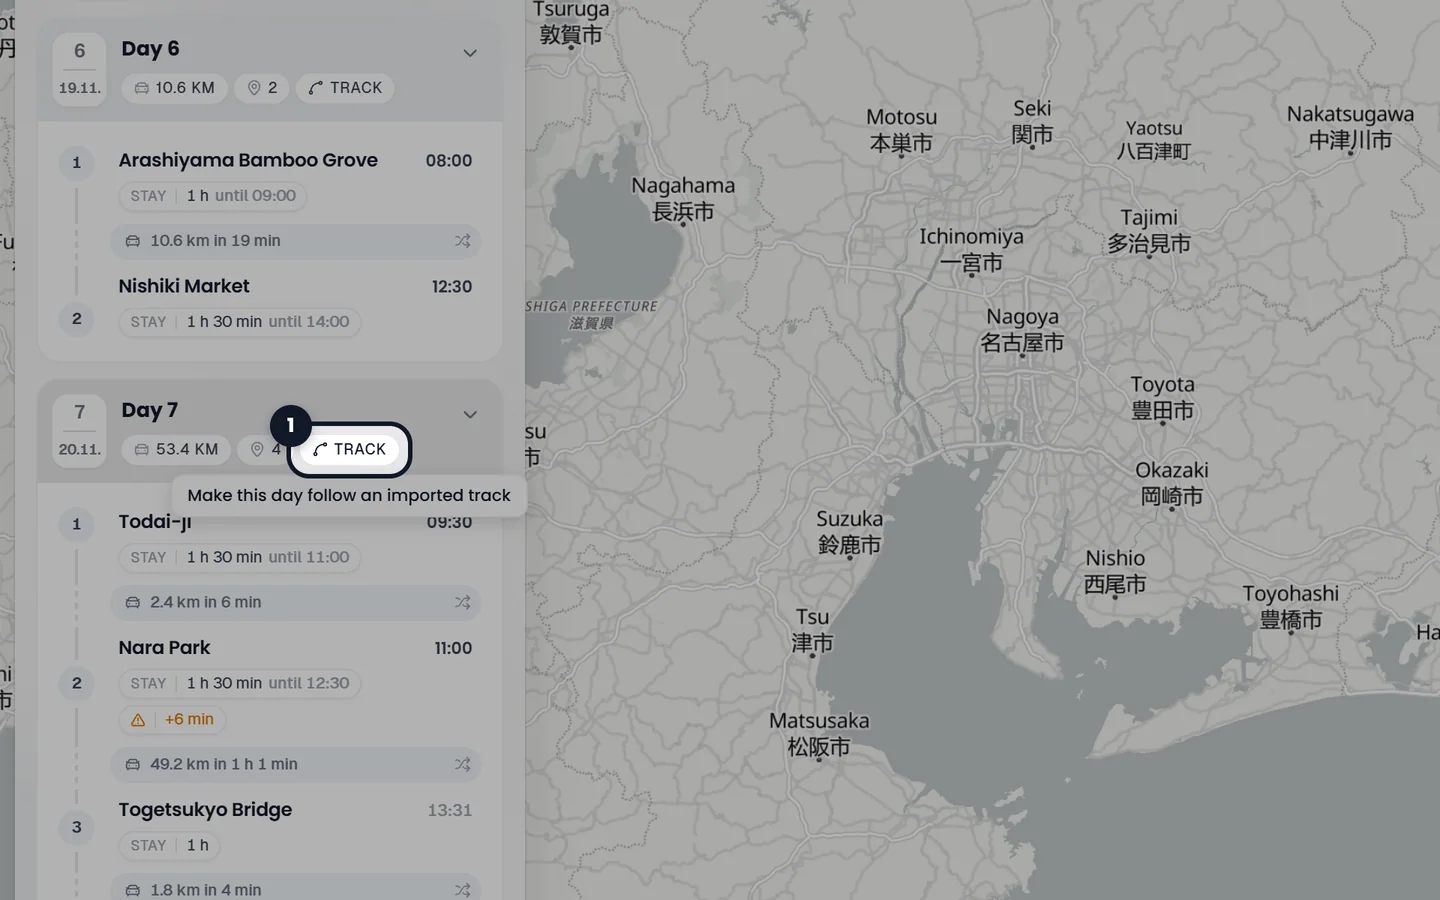 6
19.11.
Day 6
10.6 KM
2
TRACK
1
Arashiyama Bamboo Grove
08:00
STAY
1 h until 09:00
10.6 km in 19 min
Nishiki Market
12:30
2
STAY
1 h 30 min until 14:00
7
20.11.
Day 7
1
53.4 KM
4
TRACK
Make this day follow an imported track
1
Todai-ji
09:30
STAY
1 h 30 min until 11:00
2.4 km in 6 min
Nara Park
11:00
2
STAY
1 h 30 min until 12:30
+6 min
49.2 km in 1 h 1 min
Togetsukyo Bridge
13:31
3
STAY
1 h
1.8 km in 4 min
Tsuruga
敦賀市
Motosu
本巣市
Seki
関市
Yaotsu
八百津町
Nakatsugawa
中津川市
Nagahama
長浜市
Tajimi
多治見市
Ichinomiya
一宮市
SHIGA PREFECTURE
滋賀県
Nagoya
名古屋市
Toyota
豊田市
su
市
Okazaki
岡崎市
Suzuka
鈴鹿市
Nishio
西尾市
Toyohashi
豊橋市
Tsu
津市
Ha
Matsusaka
松阪市